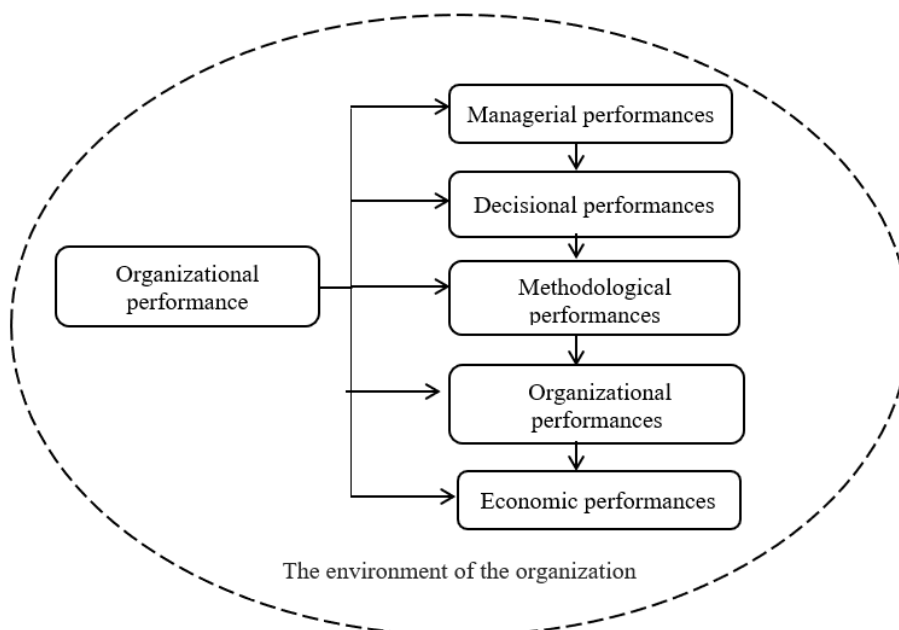 Managerial performances
Decisional performances
Organizational
performance
Methodological
performances
Organizational
performances
Economic performances
The environment of the organization